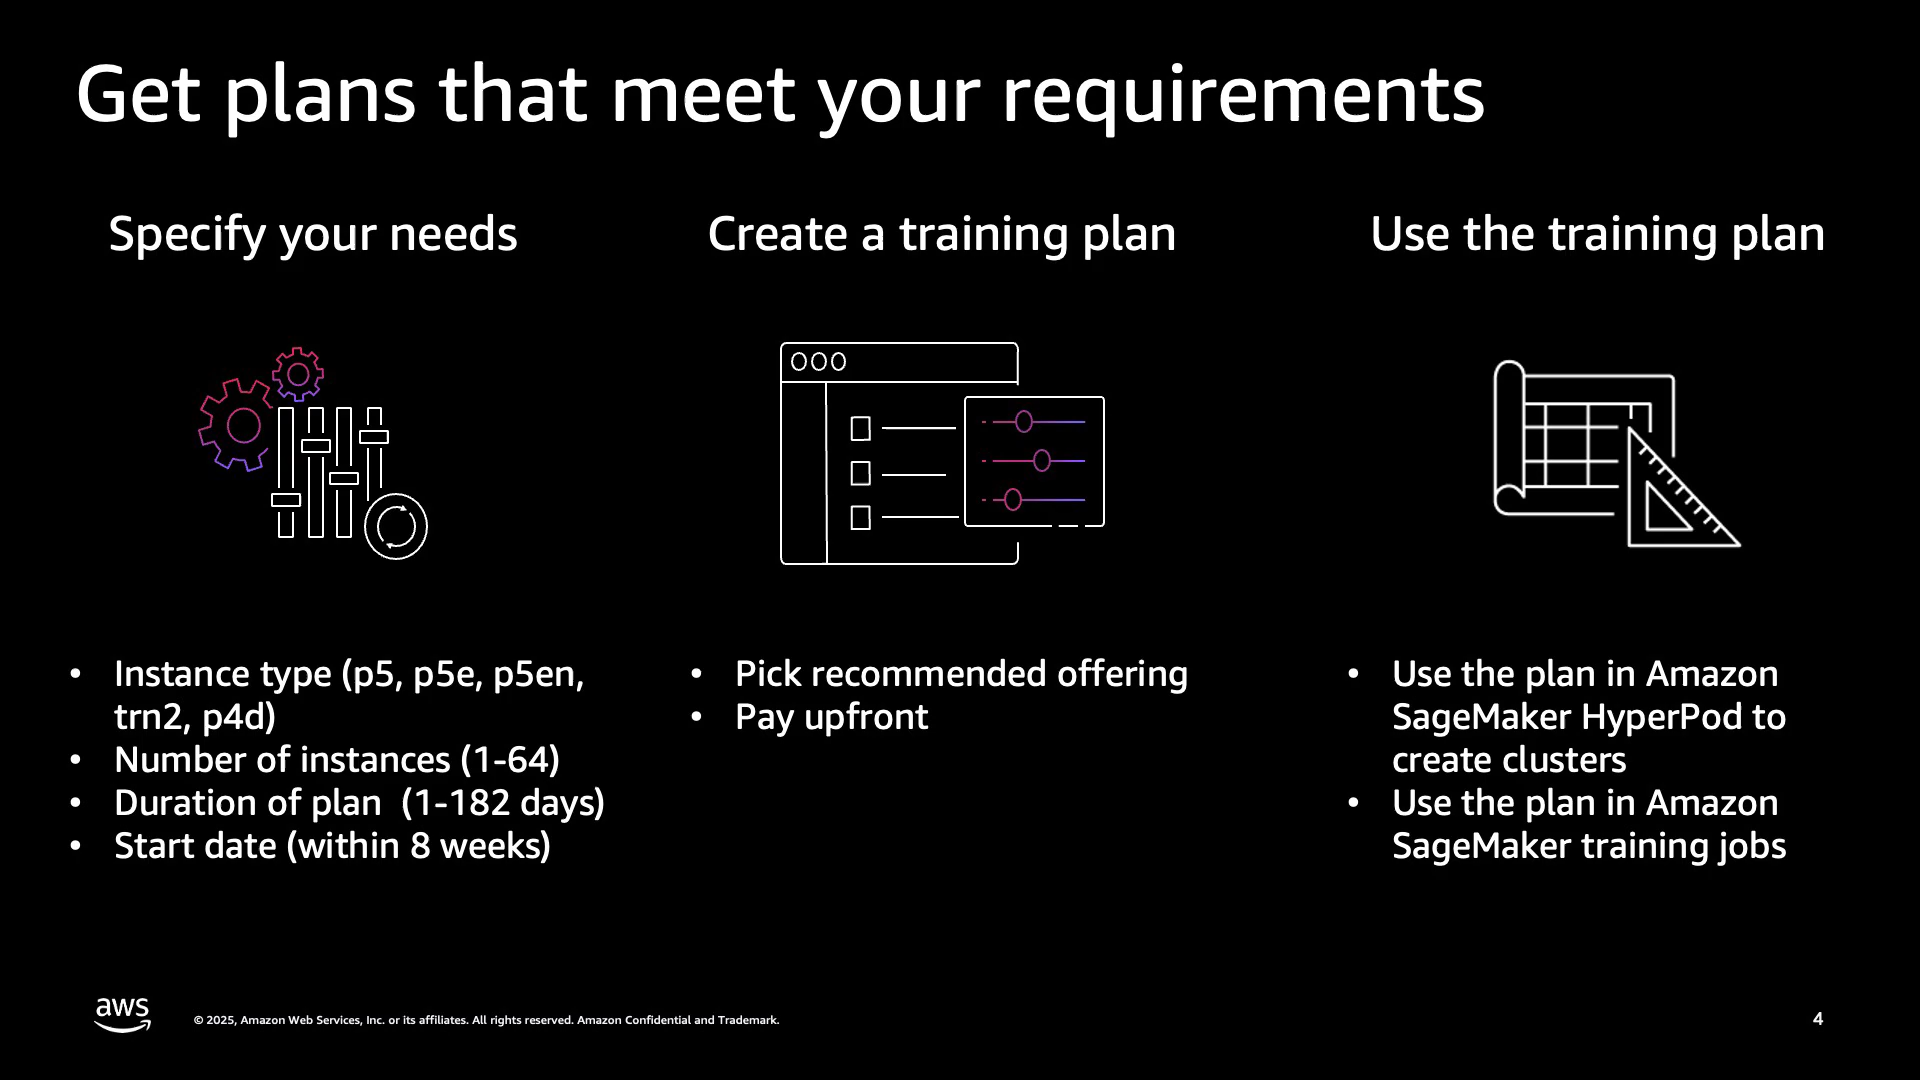 Get plans that meet your requirements
Specify your needs
Create a training plan
Use the training plan
• Instance type (p5, p5e, p5en,
trn2, p4d)
• Number of instances (1-64)
• Duration of plan  (1-182 days)
• Start date (within 8 weeks)
• Pick recommended offering
• Pay upfront
• Use the plan in Amazon
SageMaker HyperPod to
create clusters
• Use the plan in Amazon
SageMaker training jobs
aws
© 2025, Amazon Web Services, Inc. or its affiliates. All rights reserved. Amazon Confidential and Trademark.
4